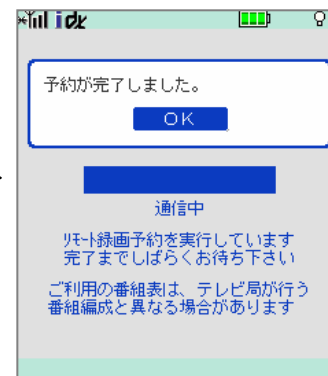 idx
予約が完了しました。
OK
通信中
ﾘﾓｰﾄ録画予約を実行しています
完了までしばらくお待ち下さい
ご利用の番組表は、テレビ局が行う
番組編成と異なる場合があります